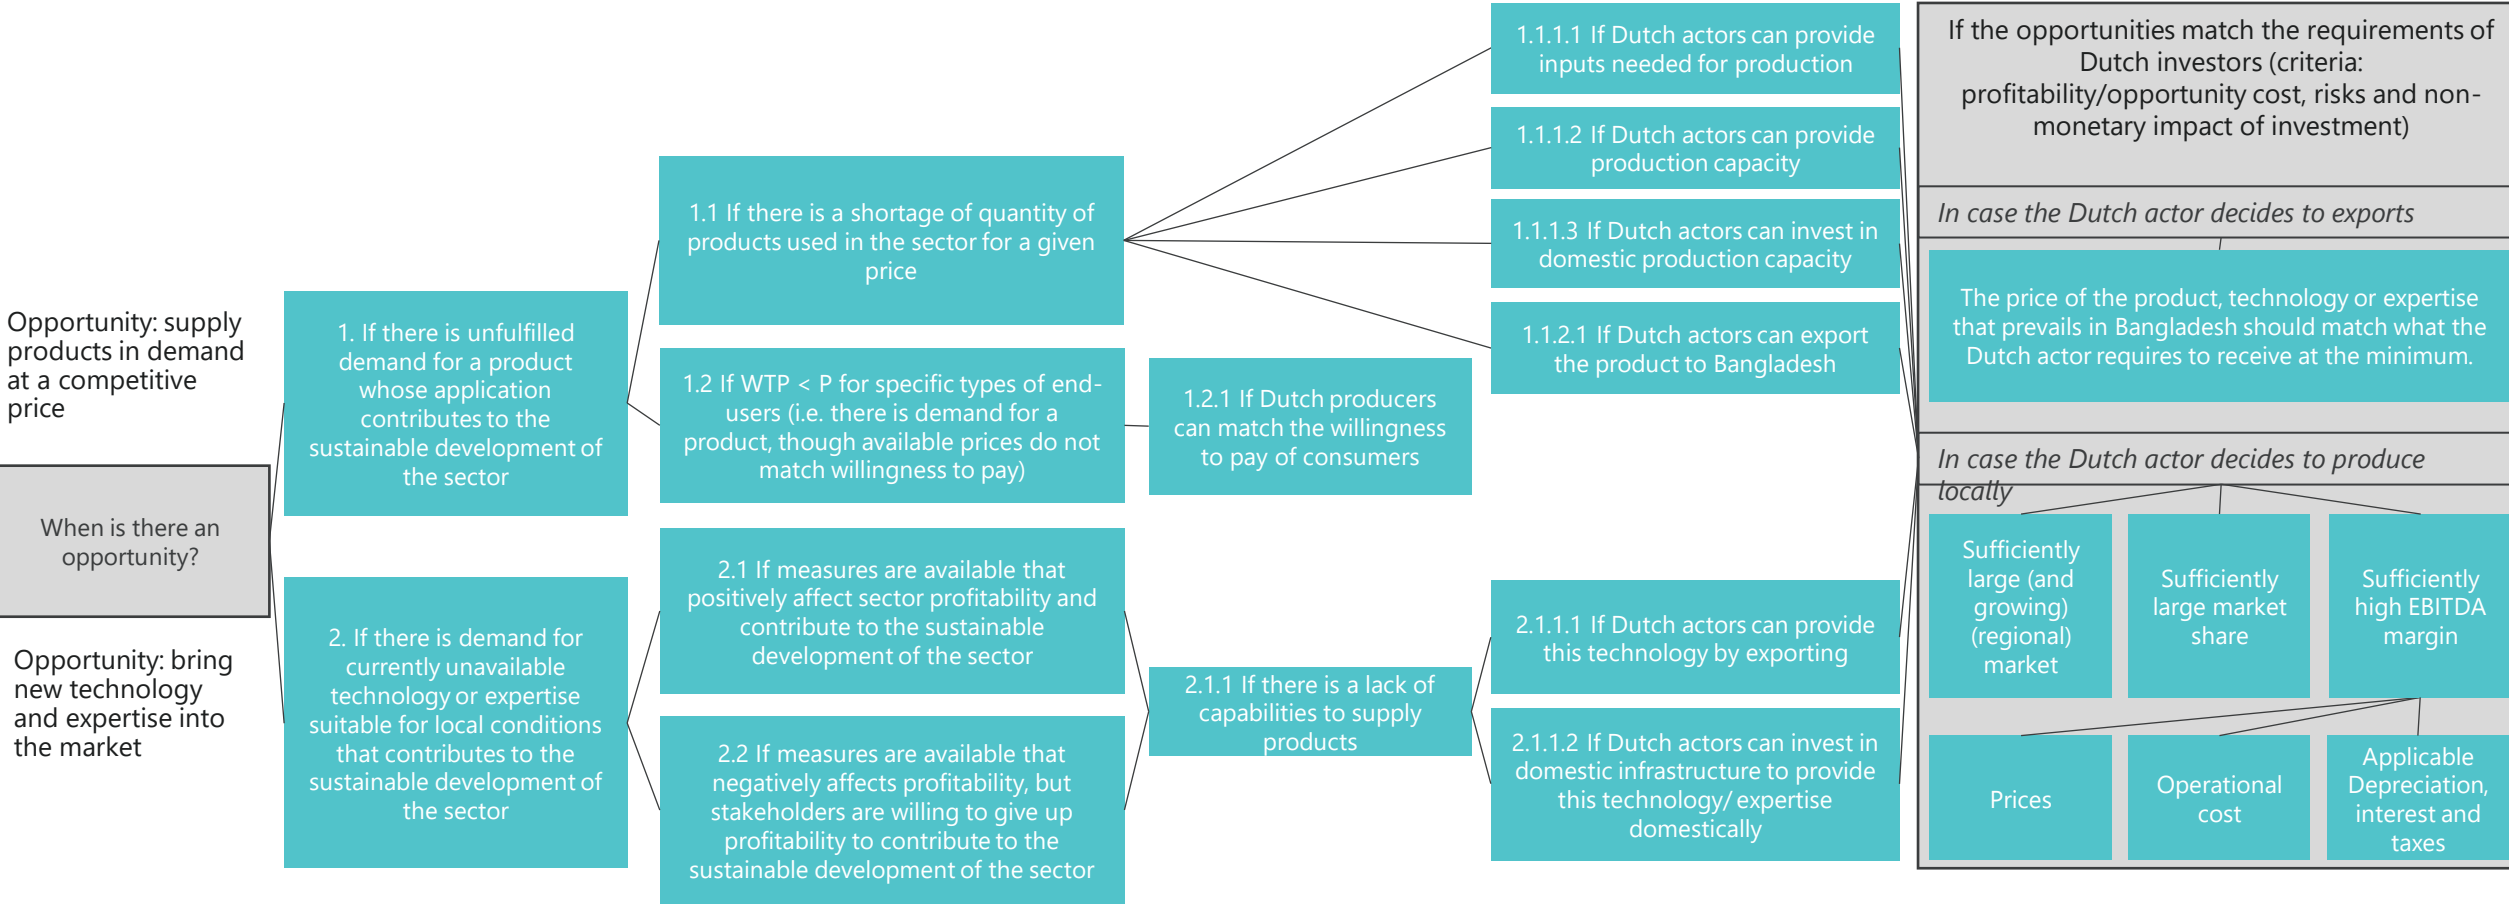 Opportunity: supply
products in demand
at a competitive
price
When is there an
opportunity?
Opportunity: bring
new technology
and expertise into
the market
1. If there is unfulfilled
demand for a product
whose application
contributes to the
sustainable development of
the sector
2. If there is demand for
currently unavailable
technology or expertise
suitable for local conditions
that contributes to the
sustainable development of
the sector
1.1 If there is a shortage of quantity of
products used in the sector for a given
price
1.2 If WTP < P for specific types of end-
users (i.e. there is demand for a
product, though available prices do not
match willingness to pay)
2.1 If measures are available that
positively affect sector profitability and
contribute to the sustainable
development of the sector
2.2 If measures are available that
negatively affects profitability, but
stakeholders are willing to give up
profitability to contribute to the
sustainable development of the sector
1.2.1 If Dutch producers
can match the willingness
to pay of consumers
2.1.1 If there is a lack of
capabilities to supply
products
1.1.1.1 If Dutch actors can provide
inputs needed for production
1.1.1.2 If Dutch actors can provide
production capacity
1.1.1.3 If Dutch actors can invest in
domestic production capacity
1.1.2.1 If Dutch actors can export
the product to Bangladesh
2.1.1.1 If Dutch actors can provide
this technology by exporting
2.1.1.2 If Dutch actors can invest in
domestic infrastructure to provide
this technology/ expertise
domestically
If the opportunities match the requirements of
Dutch investors (criteria:
profitability/opportunity cost, risks and non-
monetary impact of investment)
In case the Dutch actor decides to exports
The price of the product, technology or expertise
that prevails in Bangladesh should match what the
Dutch actor requires to receive at the minimum.
In case the Dutch actor decides to produce
locally
Sufficiently
large (and
growing)
(regional)
market
Sufficiently
large market
share
Sufficiently
high EBITDA
margin
Prices
Operational
cost
Applicable
Depreciation,
interest and
taxes